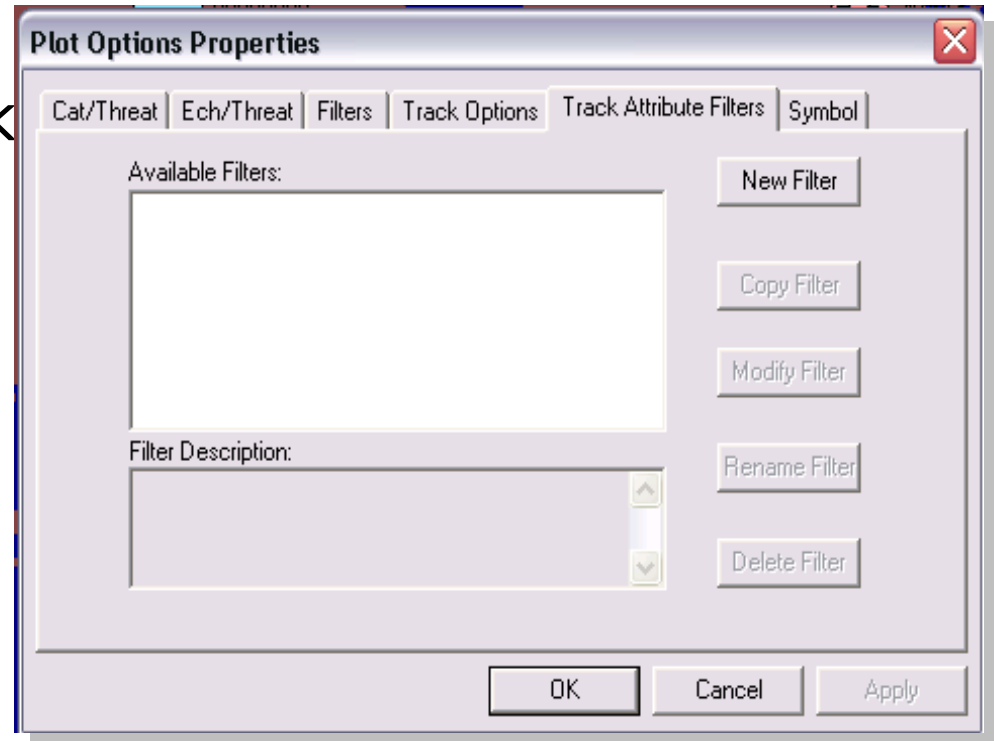 Plot Options Properties
Cat/Threat Ech/Threat Filters Track Options Track Attribute Filters Symbol
Available Filters:
New Filter
Copy Filter
Modify Filter
Filter Description:
Rename Filter
Delete Filter
OK Cancel Apply